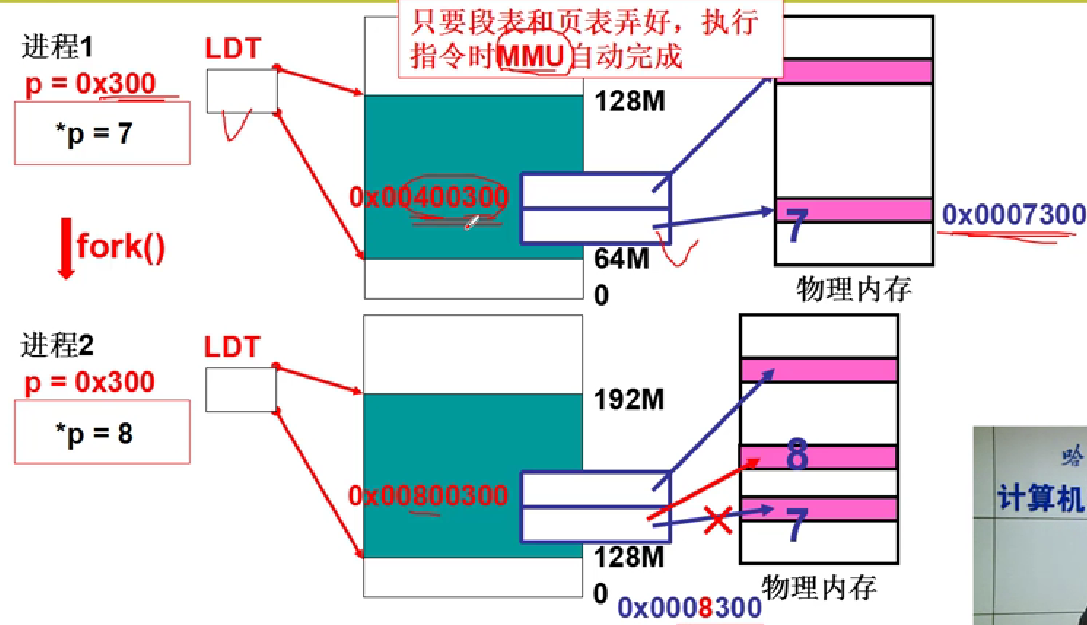 只要段表和页表弄好，执行
指令时MMU自动完成
进程1
p = 0x300
*p = 7
LDT
128M
0x00400300
64M
0
7
0x0007300
物理内存
fork()
进程2
p = 0x300
*p = 8
LDT
192M
0x00800300
128M
0
8
7
0x0008300
物理内存
哈
计算机